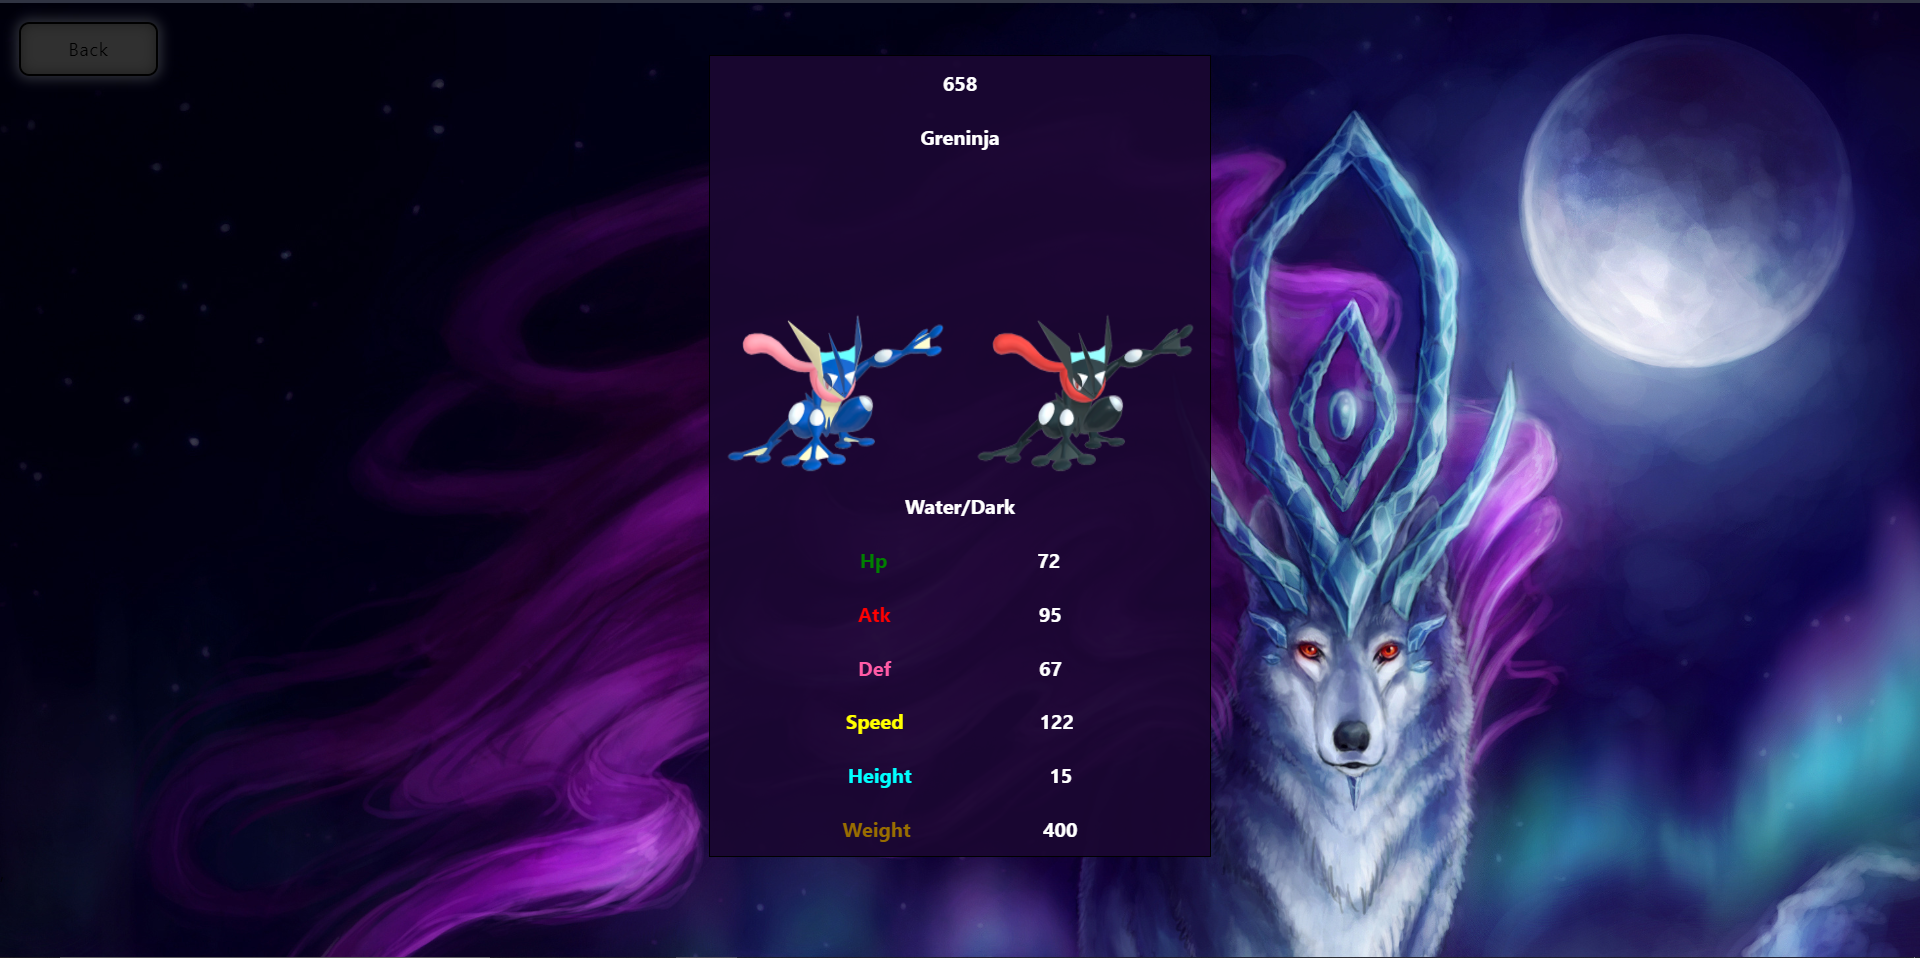 Back
658
Greninja
Water/Dark
Hp 72
Atk 95
Def 67
Speed 122
Height 15
Weight 400